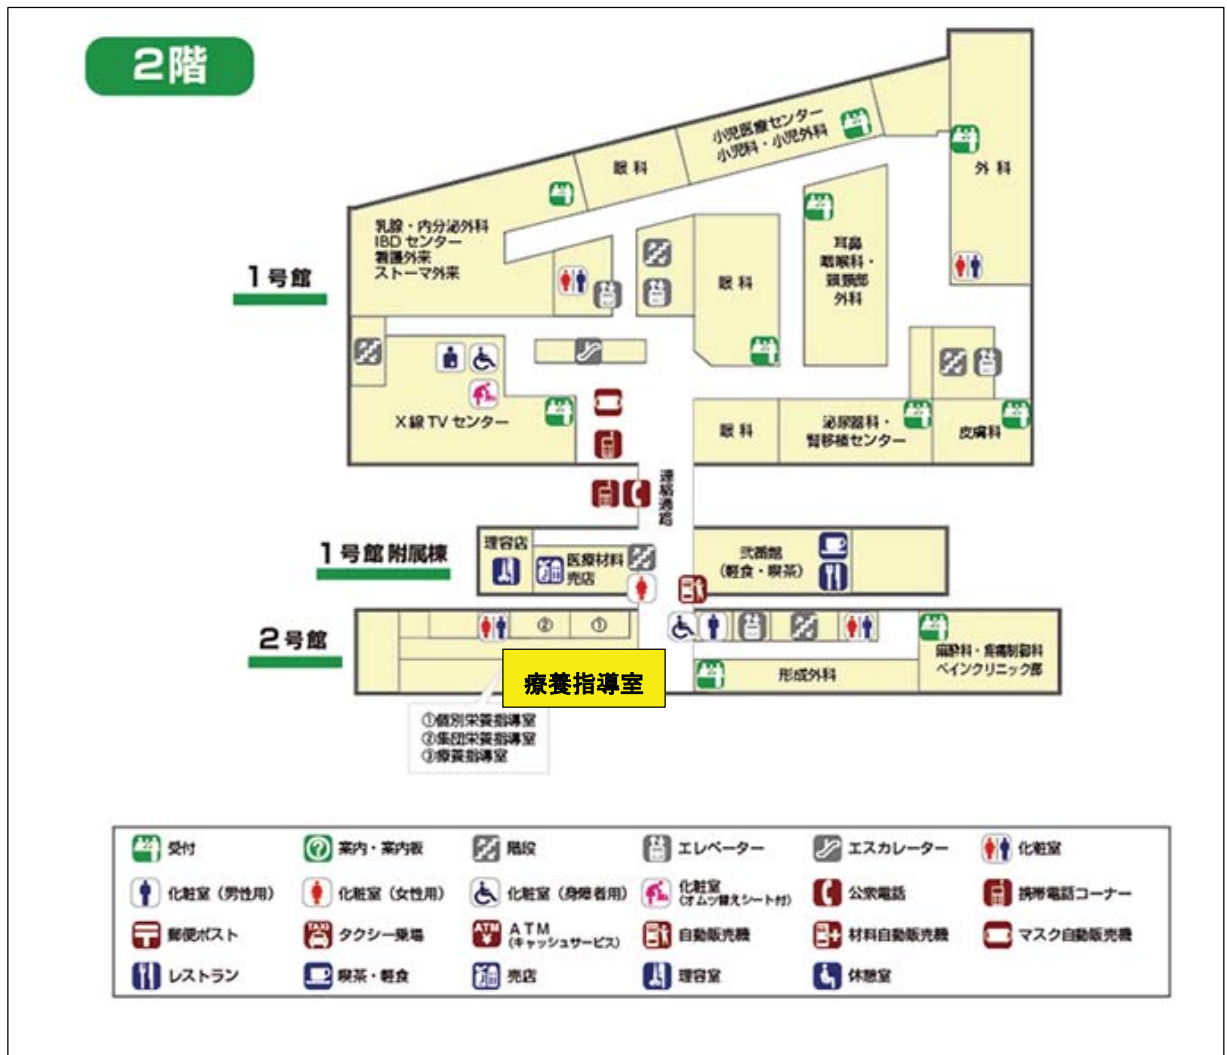 2階
小児医療センター
小児科・小児外科
眼科
外科
乳腺・内分泌外科
IBDセンター
看護外来
ストーマ外来
耳鼻
咽喉科・
頭頸部
外科
1号館
眼科
X線TVセンター
眼科
泌尿器科・
腎移植センター
皮膚科
連絡通路
1号館附属棟
理容店
医療材料
売店
弐番館
(軽食・喫茶)
2号館
②
①
麻酔科・疼痛制御科
ペインクリニック部
療養指導室
形成外科
①個別栄養指導室
②集団栄養指導室
③療養指導室
受付
案内・案内板
階段
エレベーター
エスカレーター
化粧室
化粧室(男性用)
化粧室(女性用)
化粧室(身障者用)
化粧室
(オムツ替えシート付)
公衆電話
携帯電話コーナー
郵便ポスト
TAXI
タクシー乗場
ATM
ATM
(キャッシュサービス)
自動販売機
材料自動販売機
マスク自動販売機
レストラン
喫茶・軽食
売店
理容室
休憩室